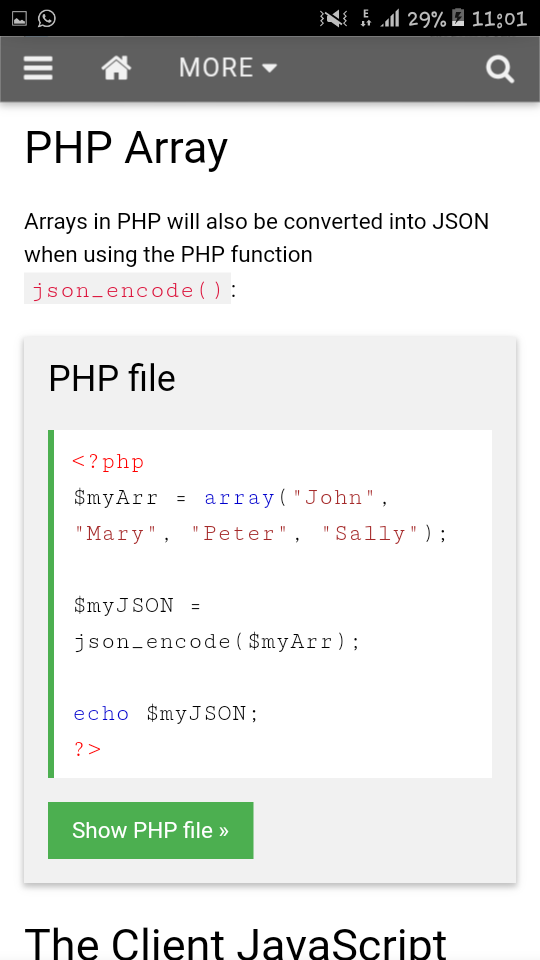 E 29% 11:01
MORE
PHP Array
Arrays in PHP will also be converted into JSON
when using the PHP function
json_encode():
PHP file
<?php
$myArr = array("John",
"Mary", "Peter", "Sally");
$myJSON =
json_encode($myArr);
echo $myJSON;
?>
Show PHP file »
The Client JavaScript